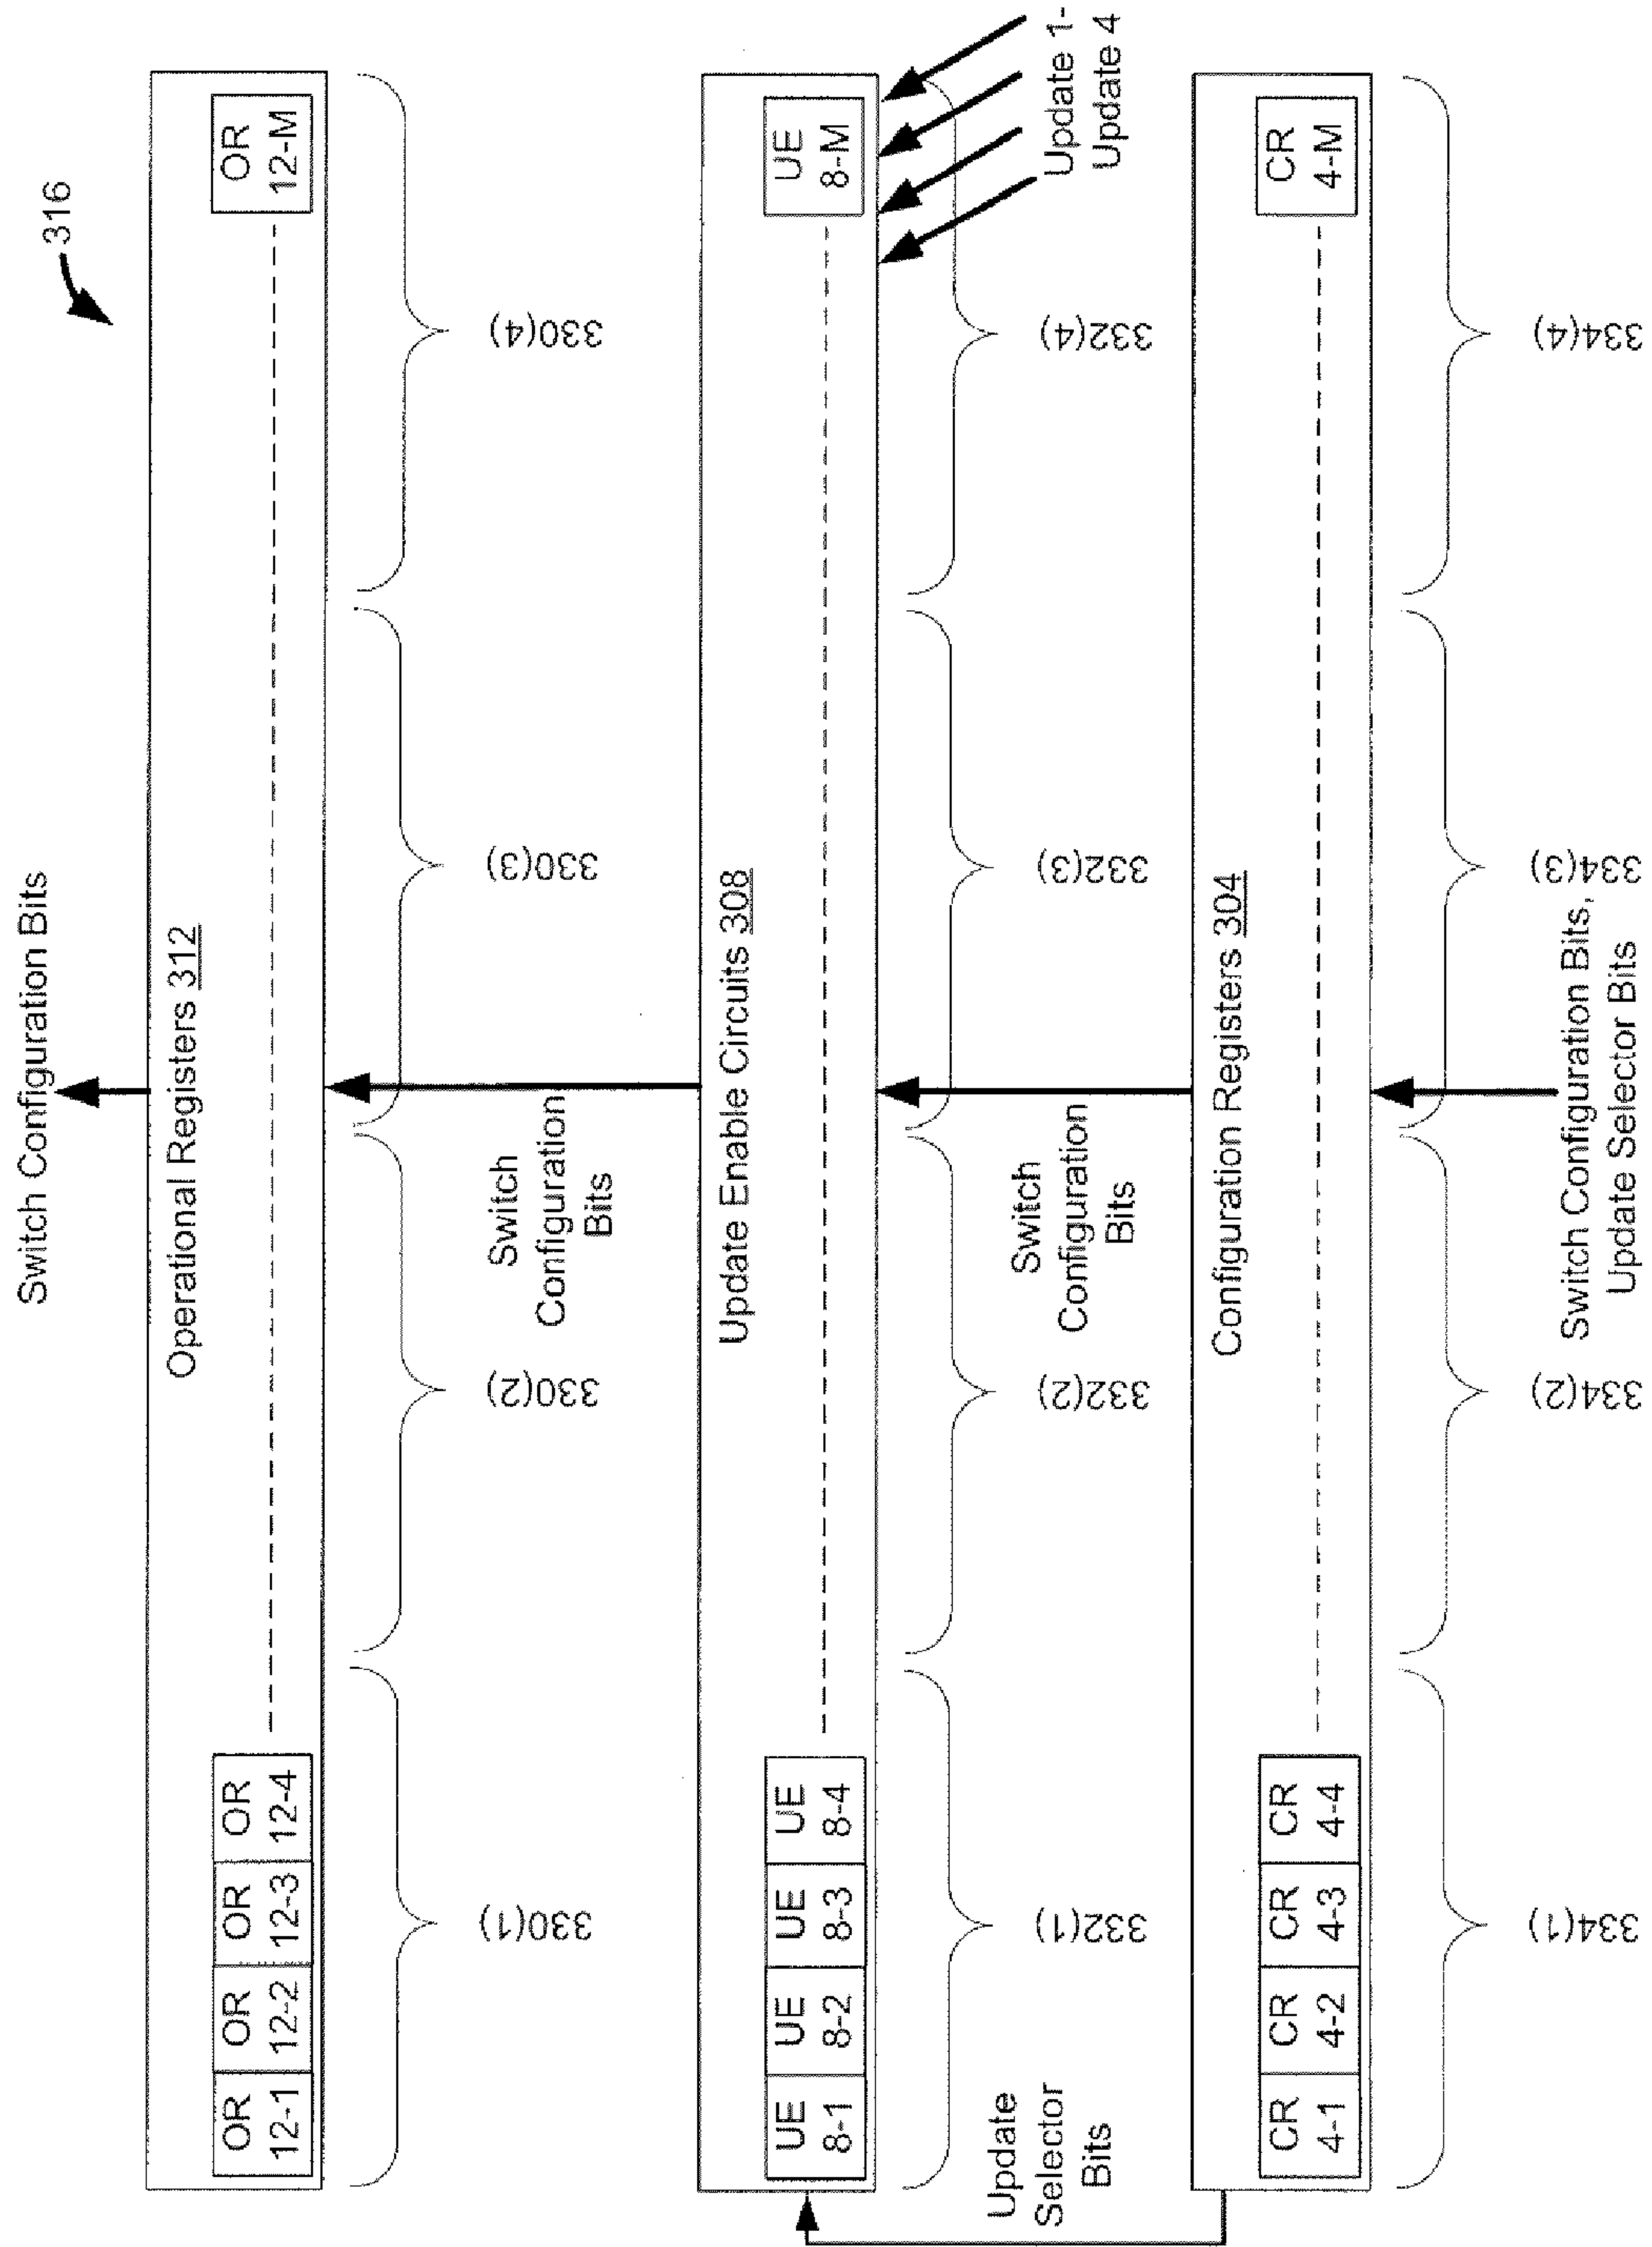 316
Switch Configuration Bits
Operational Registers 312
OR
12-1
OR
12-2
OR
12-3
OR
12-4
OR
12-M
330(1)
330(2)
330(3)
330(4)
Switch
Configuration
Bits
Update Enable Circuits 308
UE
8-1
UE
8-2
UE
8-3
UE
8-4
UE
8-M
332(1)
332(2)
332(3)
332(4)
Update 1-
Update 4
Update
Selector
Bits
Switch
Configuration
Bits
Configuration Registers 304
CR
4-1
CR
4-2
CR
4-3
CR
4-4
CR
4-M
334(1)
334(2)
334(3)
334(4)
Switch Configuration Bits,
Update Selector Bits